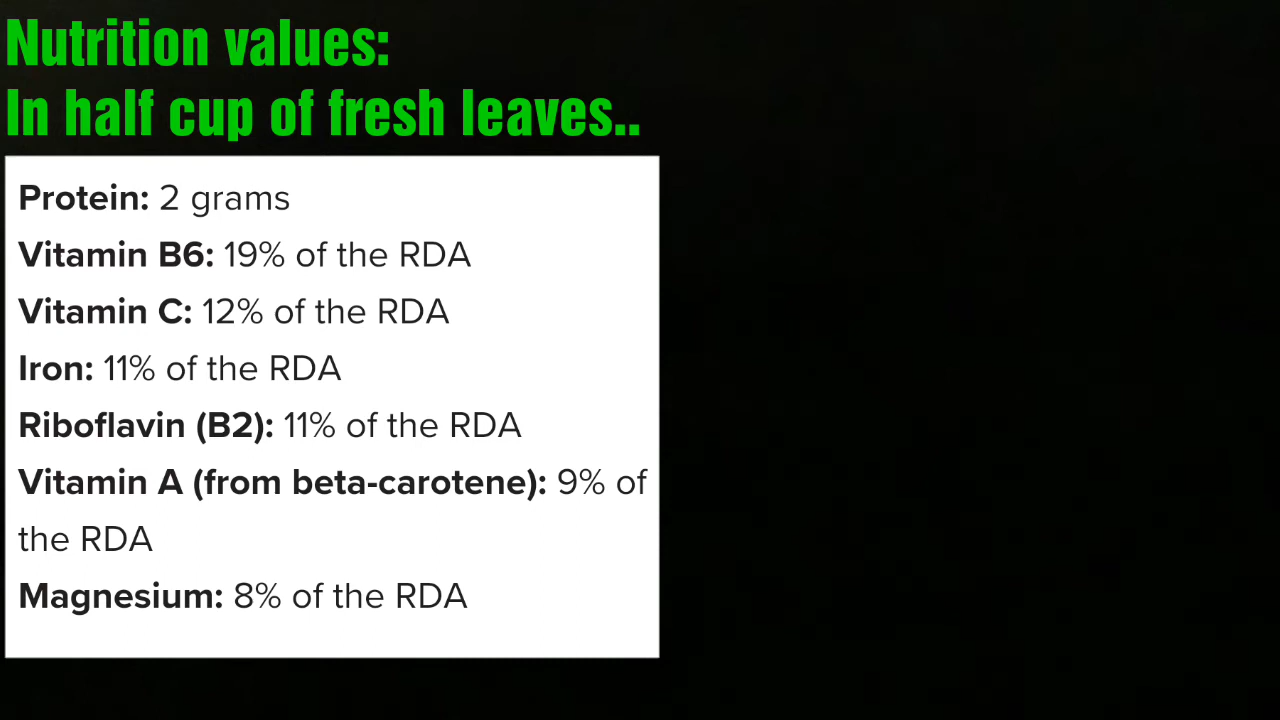 Nutrition values:
In half cup of fresh leaves..
Protein: 2 grams
Vitamin B6: 19% of the RDA
Vitamin C: 12% of the RDA
Iron: 11% of the RDA
Riboflavin (B2): 11% of the RDA
Vitamin A (from beta-carotene): 9% of
the RDA
Magnesium: 8% of the RDA